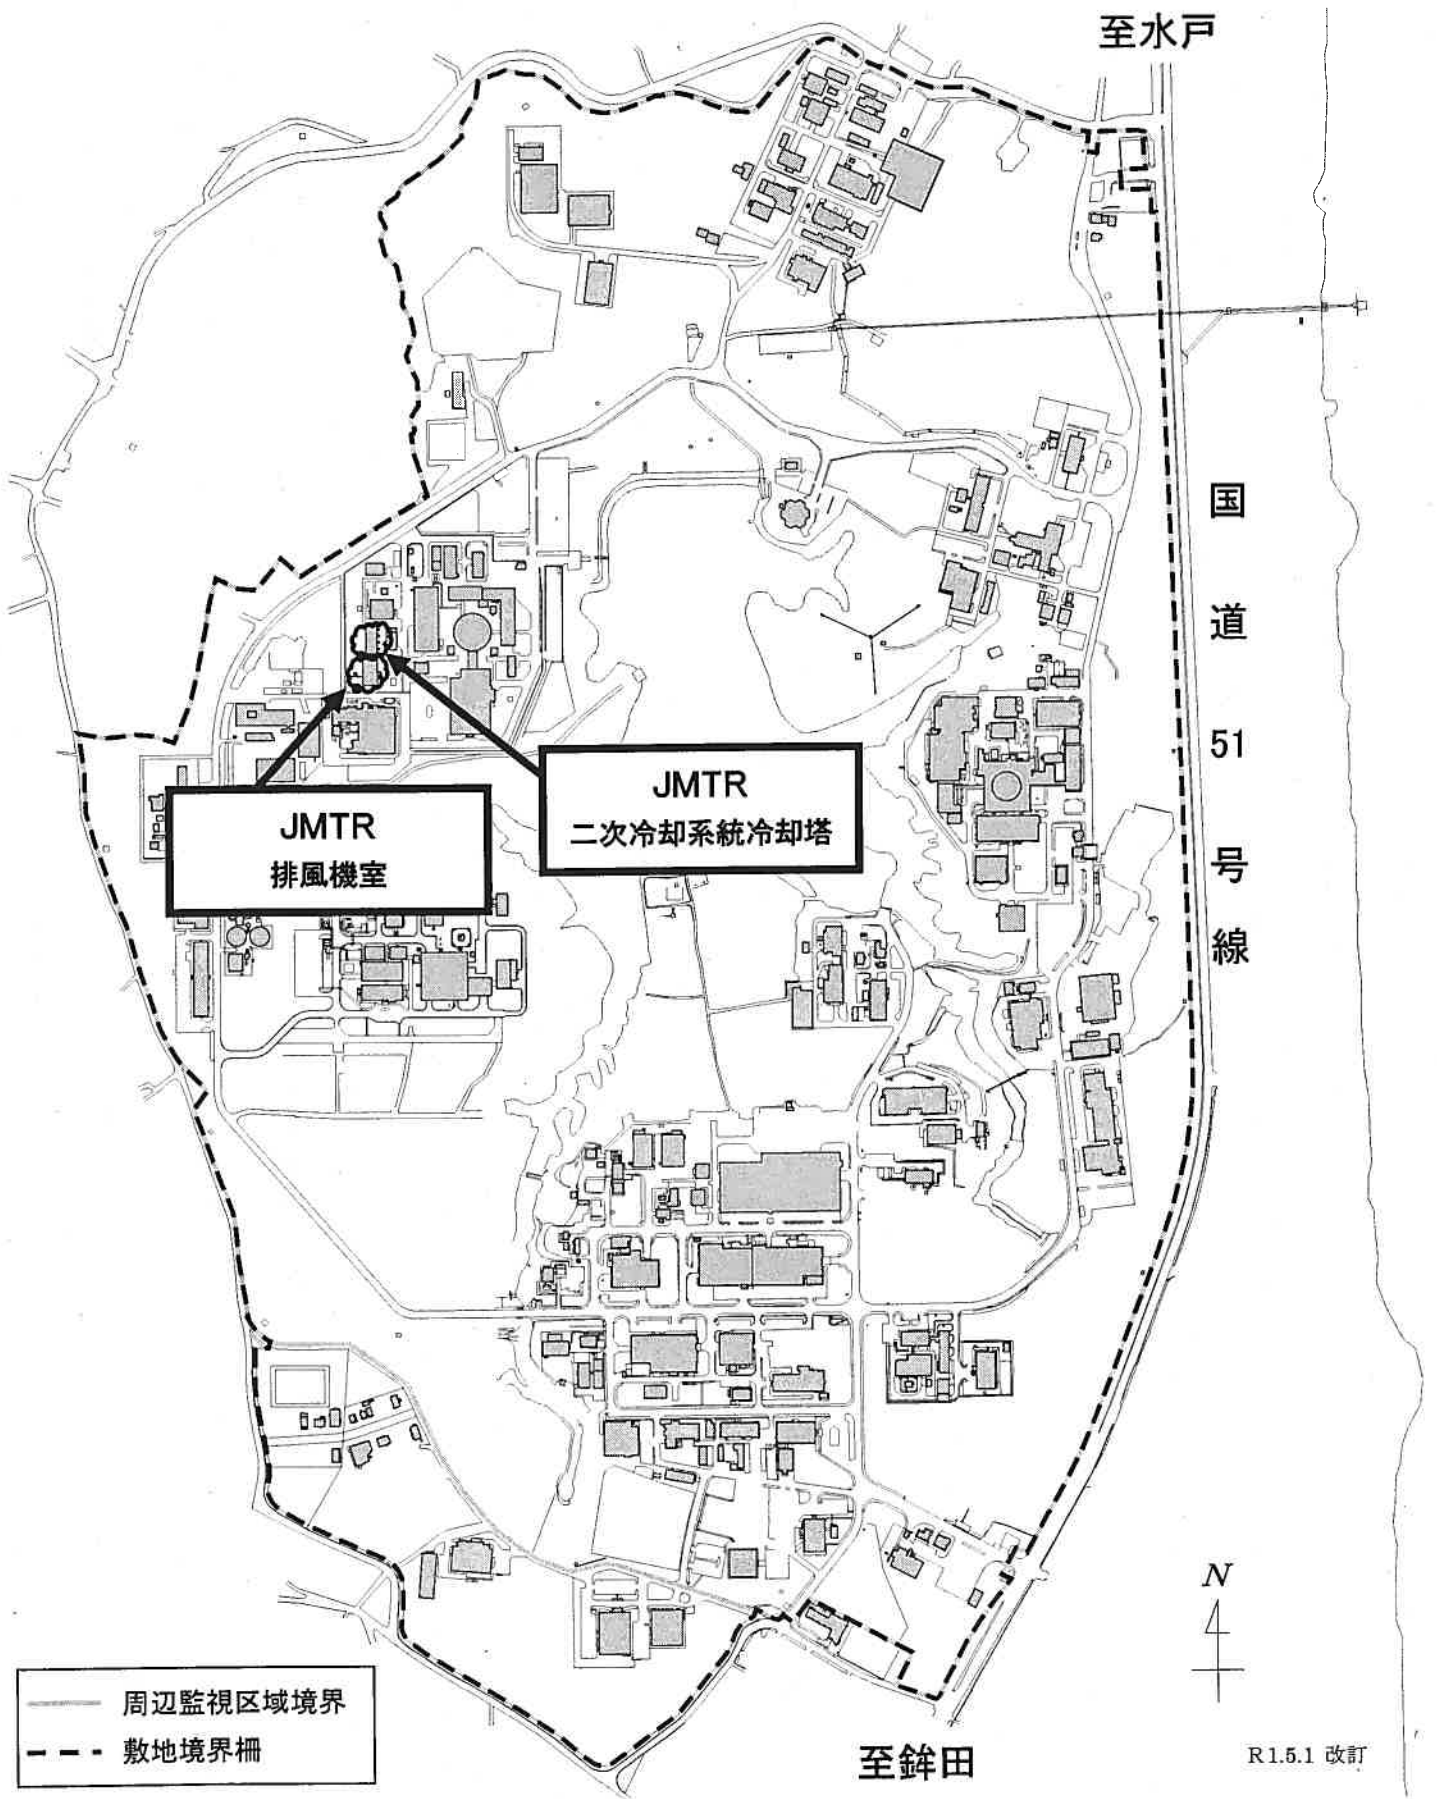 至水戸
国
道
51
号
線
JMTR
二次冷却系統冷却塔
JMTR
排風機室
N
周辺監視区域境界
敷地境界柵
至鉾田
R1.5.1 改訂